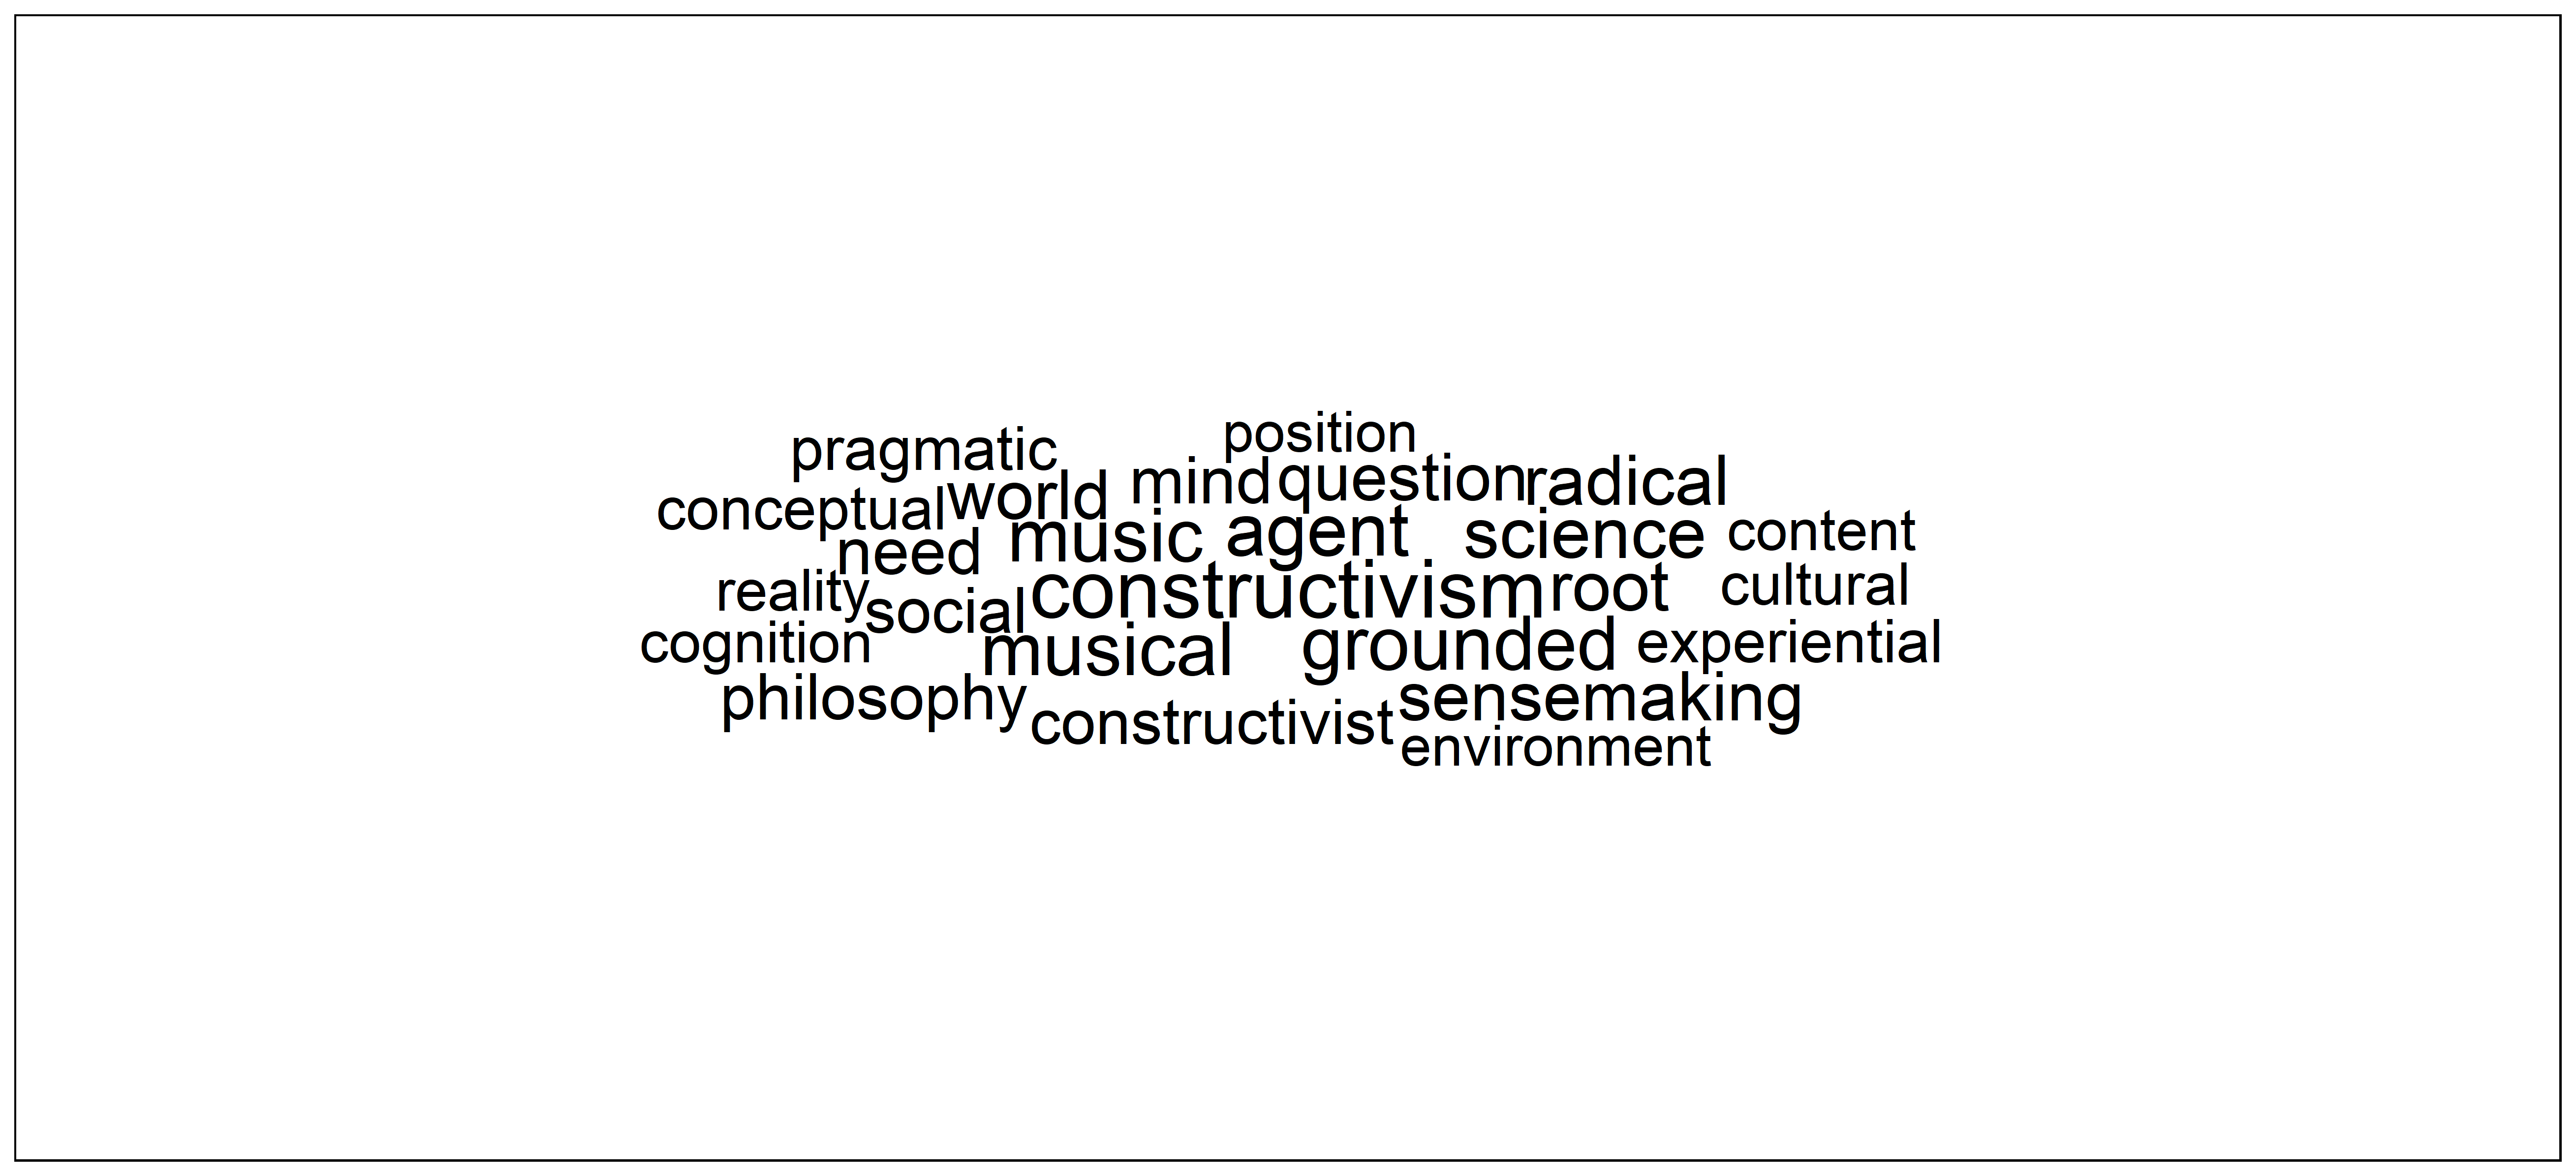 position
pragmatic
world mind question radical
conceptual
music agent science content
need
reality social constructivism root cultural
cognition musical grounded experiential
philosophy constructivist sensemaking
environment